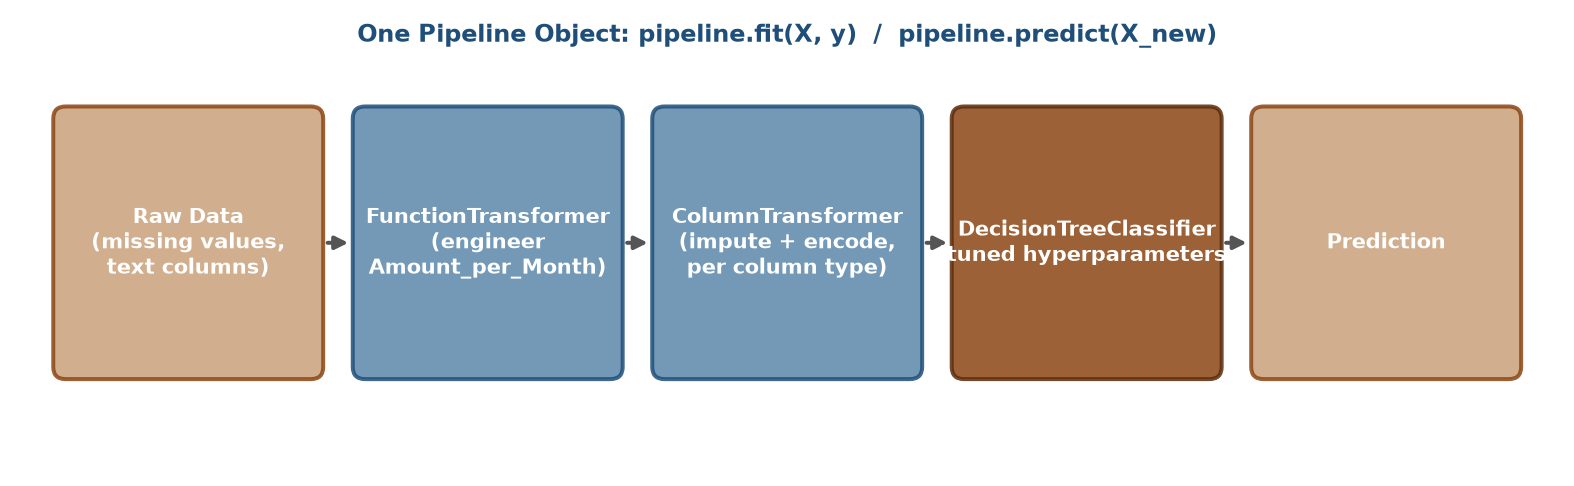 One Pipeline Object: pipeline.fit(X, y)  /  pipeline.predict(X_new)
Raw Data
(missing values,
text columns)
FunctionTransformer
(engineer
Amount_per_Month)
ColumnTransformer
(impute + encode,
per column type)
DecisionTreeClassifier
tuned hyperparameters
Prediction